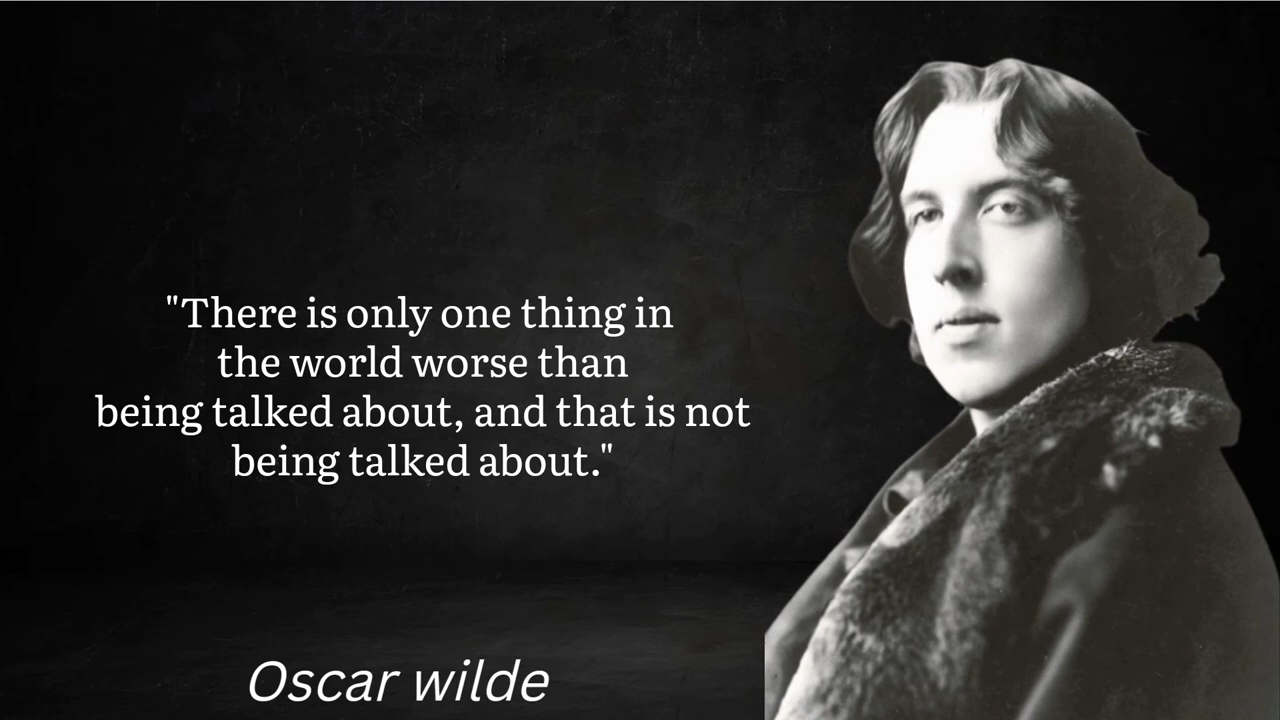 "There is only one thing in
the world worse than
being talked about, and that is not
being talked about."
Oscar wilde